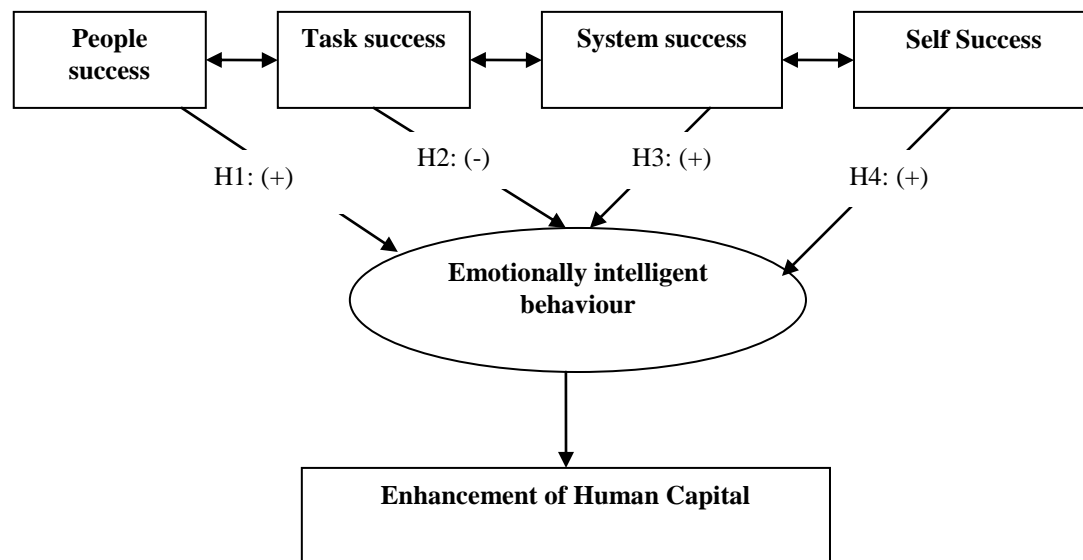 People
success
Task success
System success
Self Success
H1: (+)
H2: (-)
H3: (+)
H4: (+)
Emotionally intelligent
behaviour
Enhancement of Human Capital